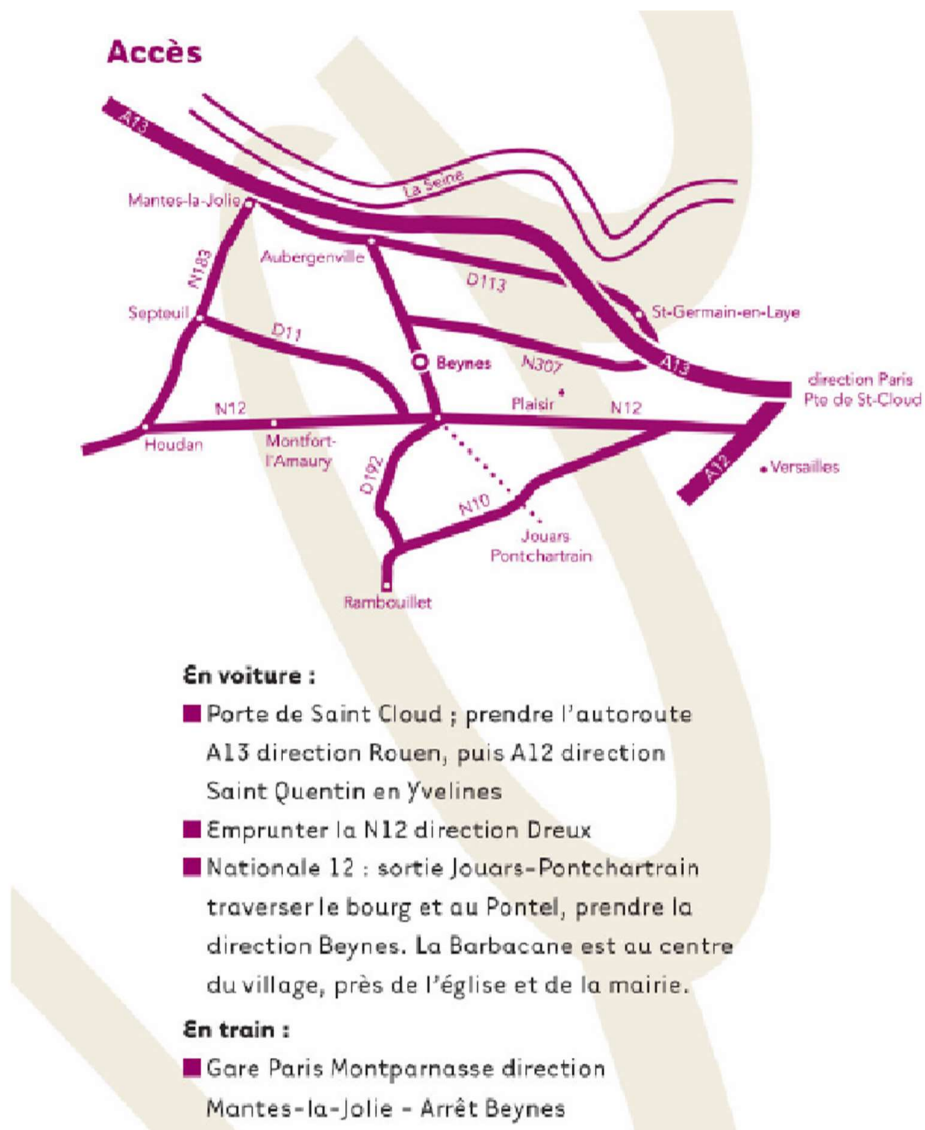 Accès
A13
La Seine
Mantes-la-Jolie
Aubergenville
N183
D113
Septeuil
St-Germain-en-Laye
D11
Beynes
N307
A13
direction Paris
Pte de St-Cloud
Plaisir
N12
N12
Houdan
Montfort-
l'Amaury
D192
A12
Versailles
N10
Jouars
Pontchartrain
Rambouillet
En voiture :
Porte de Saint Cloud ; prendre l'autoroute
A13 direction Rouen, puis A12 direction
Saint Quentin en Yvelines
Emprunter la N12 direction Dreux
Nationale 12 : sortie Jouars-Pontchartrain
traverser le bourg et au Pontel, prendre la
direction Beynes. La Barbacane est au centre
du village, près de l'église et de la mairie.
En train :
Gare Paris Montparnasse direction
Mantes-la-Jolie - Arrêt Beynes